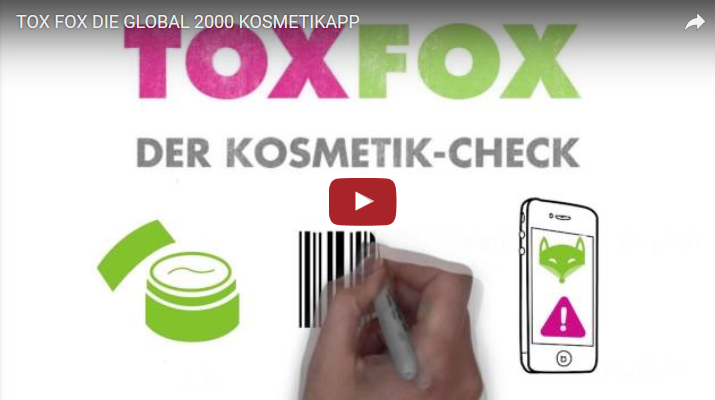 TOX FOX DIE GLOBAL 2000 KOSMETIKAPP
TOXFOX
DER KOSMETIK-CHECK
!